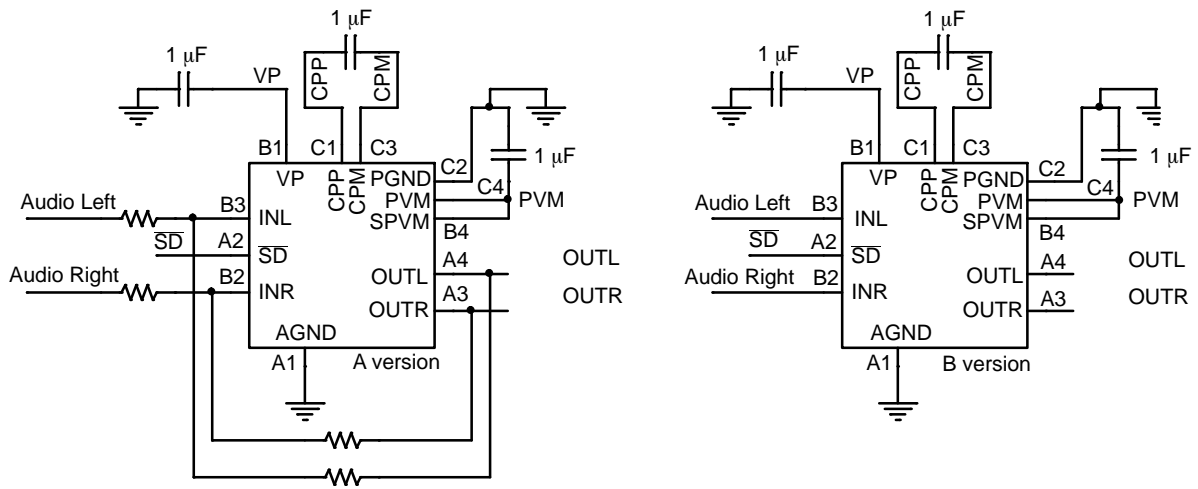 1 μF
1 μF
VP
CPP
CPM
B1
C1
C3
C2
1 μF
VP
CPP
CPM
PGND
PVM
SPVM
C4
PVM
B4
Audio Left
B3
INL
SD
A2
SD
Audio Right
B2
INR
OUTL
A4
OUTL
OUTR
A3
OUTR
AGND
A1
A version
1 μF
1 μF
VP
CPP
CPM
B1
C1
C3
C2
1 μF
VP
CPP
CPM
PGND
PVM
SPVM
C4
PVM
B4
Audio Left
B3
INL
SD
A2
SD
Audio Right
B2
INR
OUTL
A4
OUTL
OUTR
A3
OUTR
AGND
A1
B version